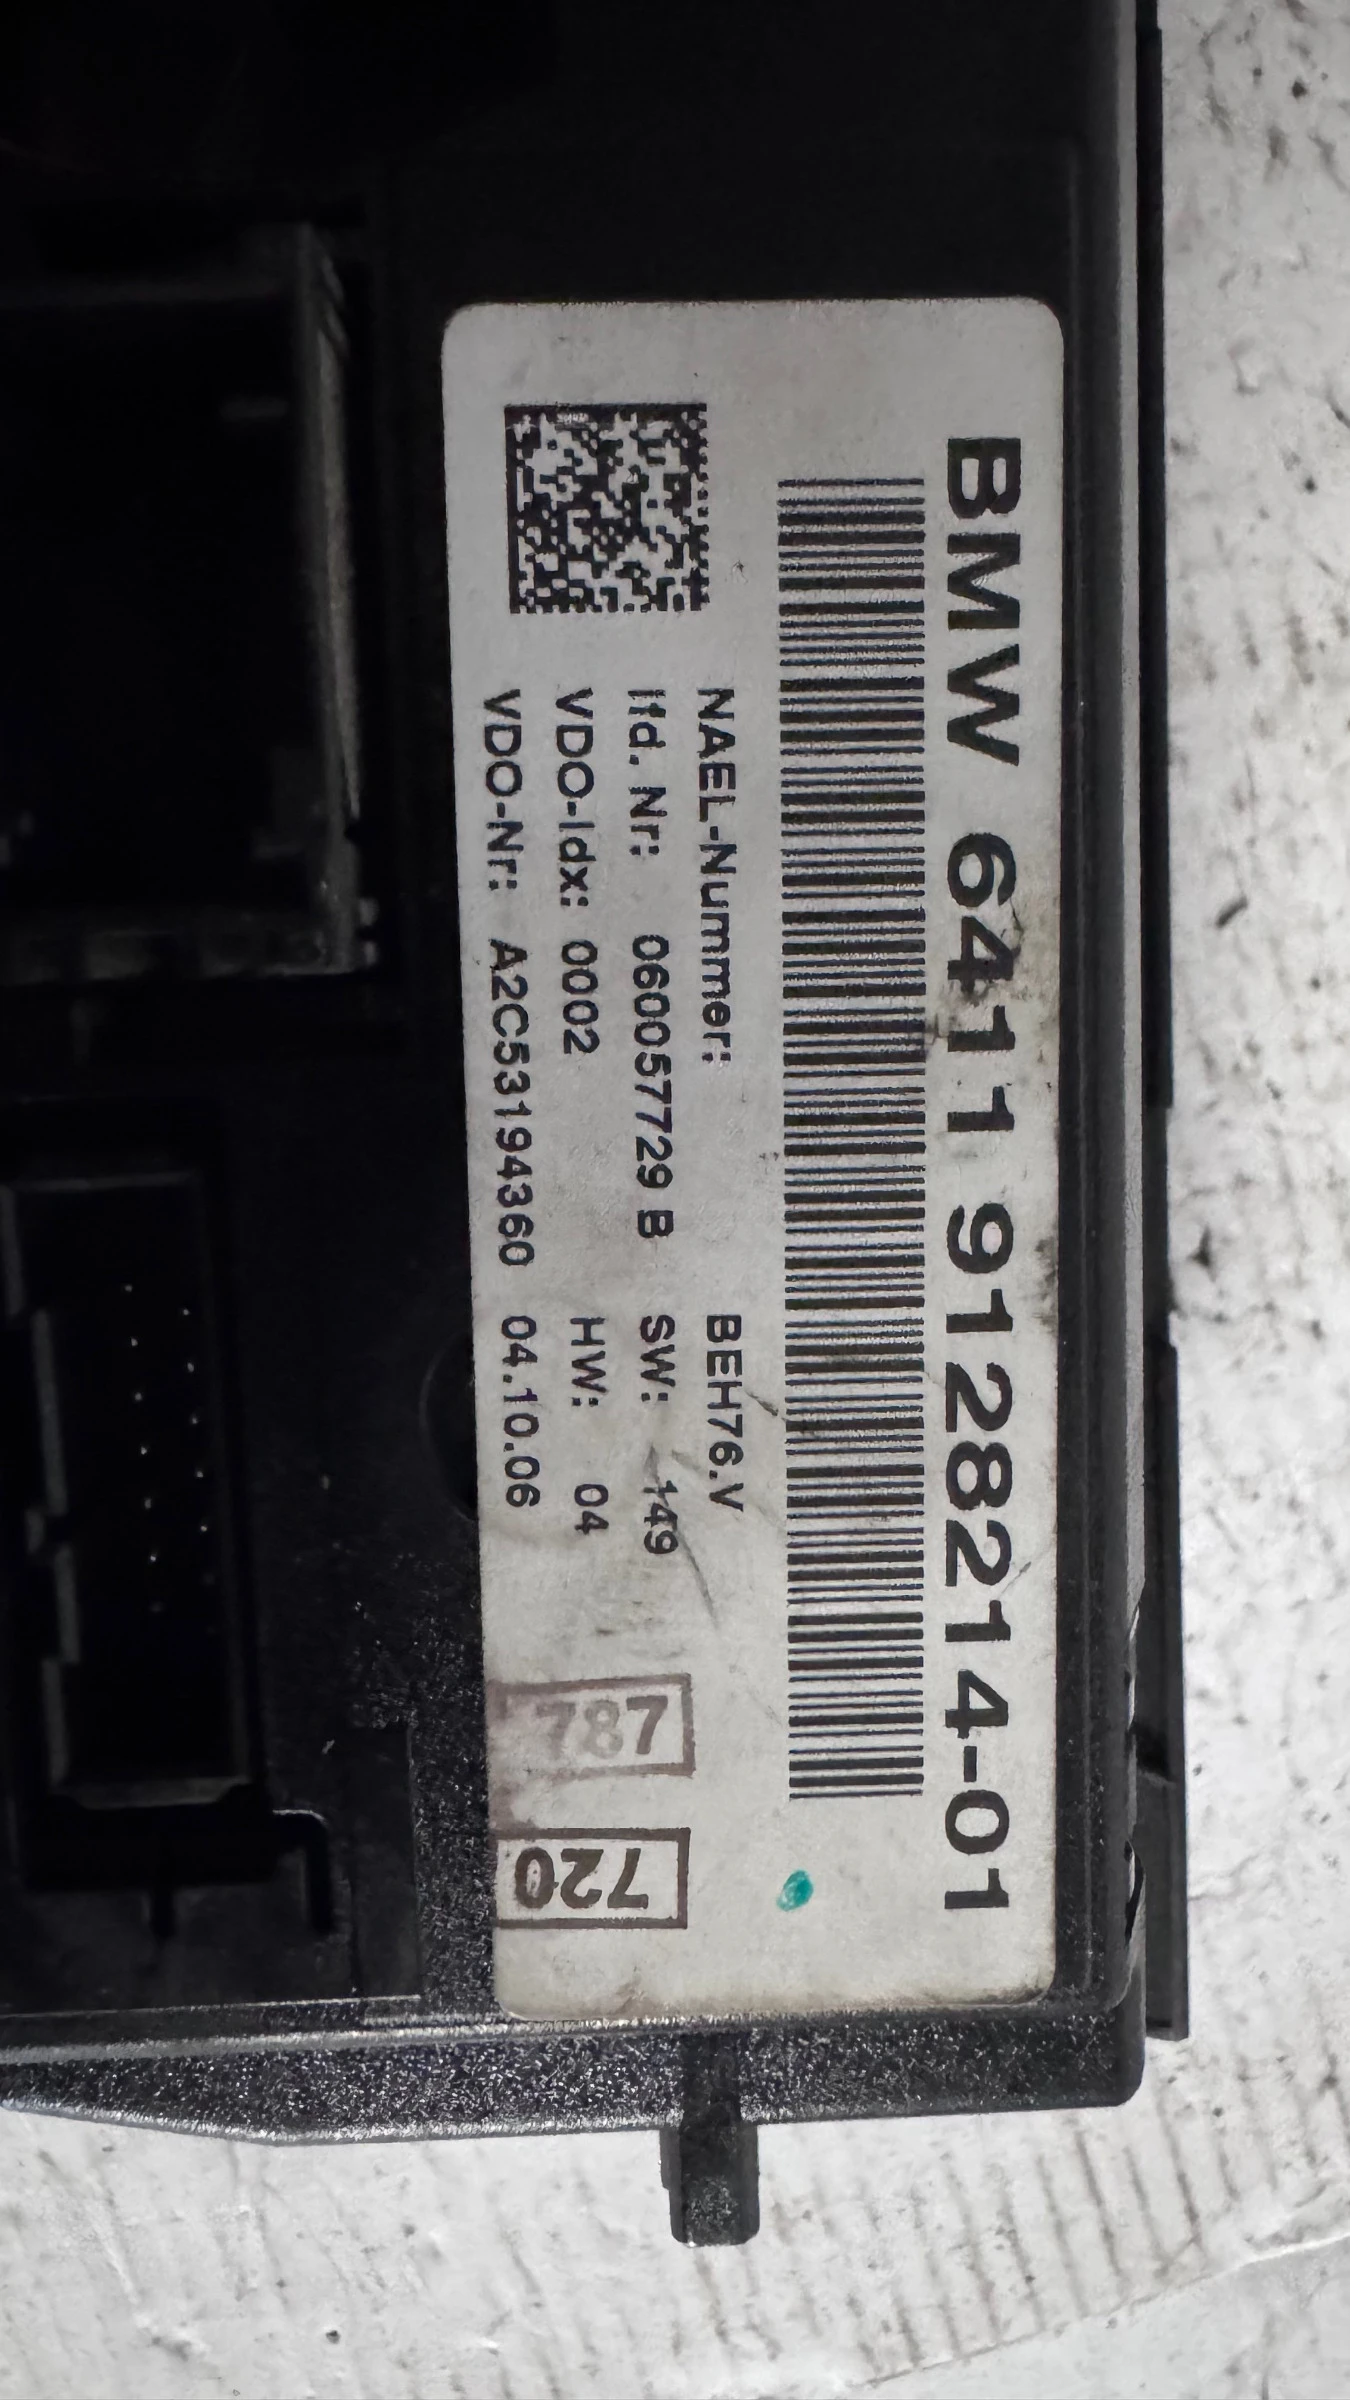 BMW 6411 9128214-01
NAEL-Nummer: BEH76.V
lfd. Nr: 060057729 B SW: 149
VDO-Idx: 0002 HW: 04
VDO-Nr: A2C53194360 04.10.06
787
720